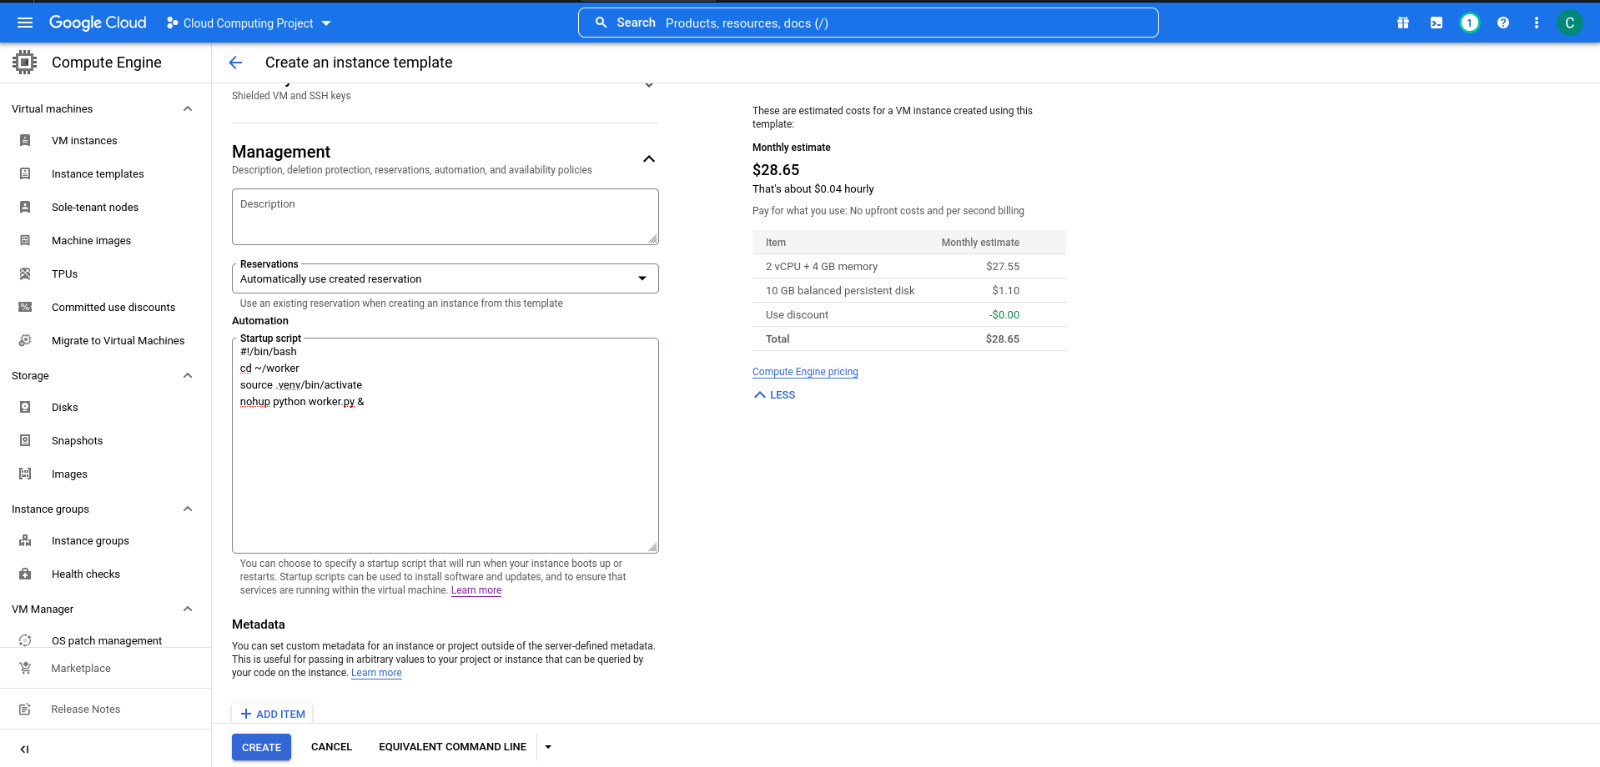 Google Cloud
Cloud Computing Project
Search Products, resources, docs (/)
1
C
Compute Engine
Create an instance template
Virtual machines
VM instances
Instance templates
Sole-tenant nodes
Machine images
TPUs
Committed use discounts
Migrate to Virtual Machines
Storage
Disks
Snapshots
Images
Instance groups
Instance groups
Health checks
VM Manager
OS patch management
Marketplace
Release Notes
Shielded VM and SSH keys
Management
Description, deletion protection, reservations, automation, and availability policies
Description
Reservations
Automatically use created reservation
Use an existing reservation when creating an instance from this template
Automation
Startup script
#!/bin/bash
cd ~/worker
source .venv/bin/activate
nohup python worker.py &
You can choose to specify a startup script that will run when your instance boots up or
restarts. Startup scripts can be used to install software and updates, and to ensure that
services are running within the virtual machine. Learn more
Metadata
You can set custom metadata for an instance or project outside of the server-defined metadata.
This is useful for passing in arbitrary values to your project or instance that can be queried by
your code on the instance. Learn more
ADD ITEM
CREATE CANCEL EQUIVALENT COMMAND LINE
These are estimated costs for a VM instance created using this
template:
Monthly estimate
$28.65
That's about $0.04 hourly
Pay for what you use: No upfront costs and per second billing
Item Monthly estimate
2 vCPU + 4 GB memory $27.55
10 GB balanced persistent disk $1.10
Use discount -$0.00
Total $28.65
Compute Engine pricing
LESS